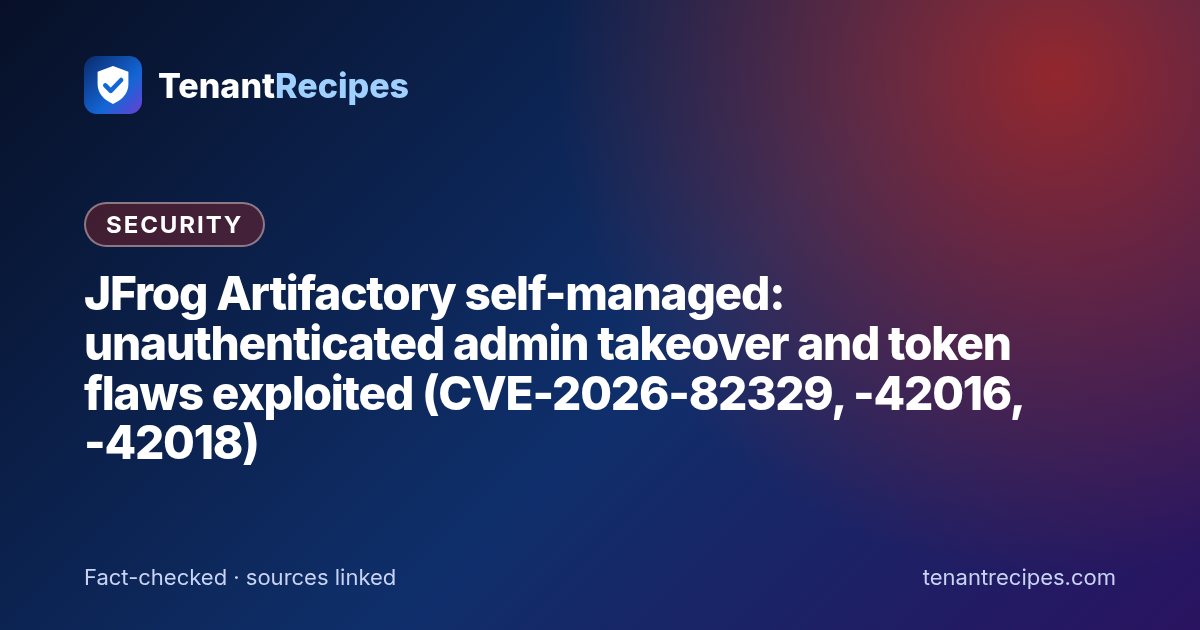 TenantRecipes
SECURITY
JFrog Artifactory self-managed:
unauthenticated admin takeover and token
flaws exploited (CVE-2026-82329, -42016,
-42018)
Fact-checked · sources linked
tenantrecipes.com